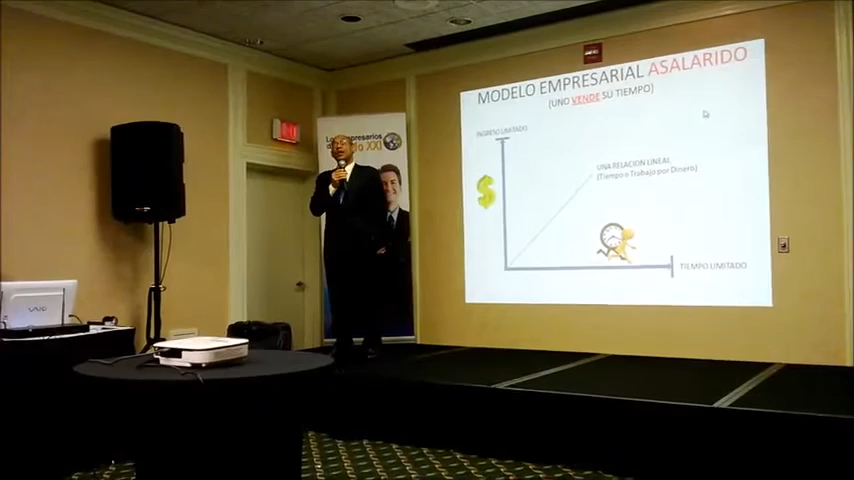 MODELO EMPRESARIAL ASALARIDO
(UNO VENDE SU TIEMPO)
INGRESO LIMITADO
UNA RELACION LINEAL
(Tiempo o Trabajo por Dinero)
$
TIEMPO LIMITADO
Empresarios
XXI
VAIO